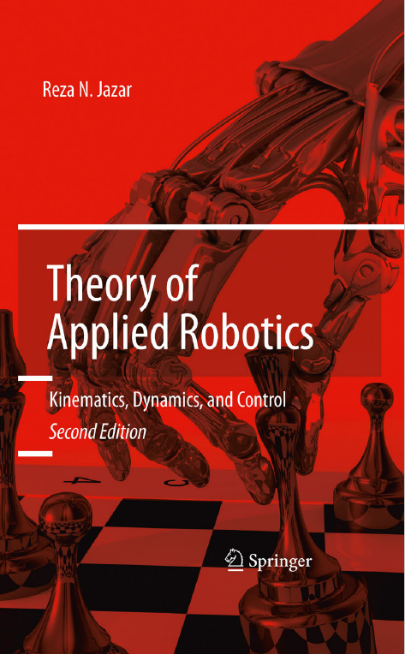 Reza N. Jazar
Theory of
Applied Robotics
Kinematics, Dynamics, and Control
Second Edition
Springer